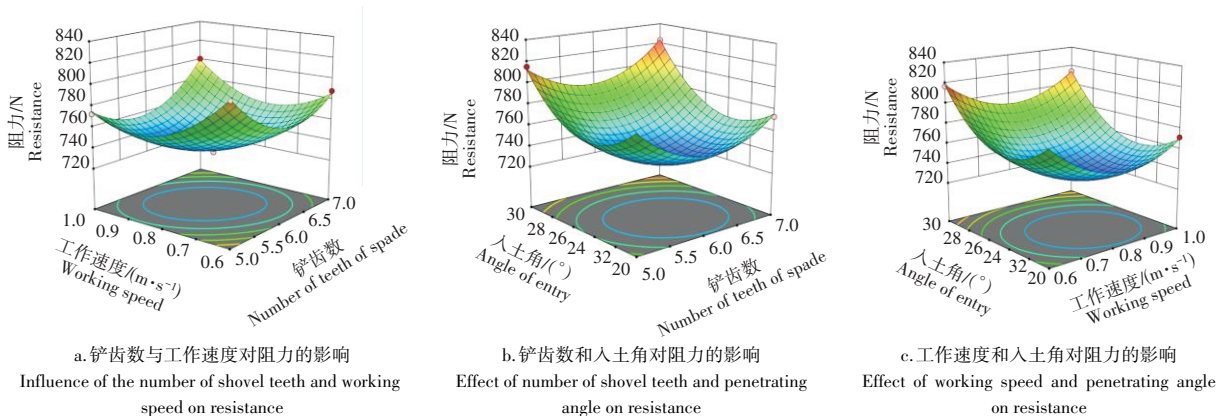 840
820
800
780
760
740
720
阻力/N
Resistance
1.0
0.9
0.8
0.7
0.6
工作速度/(m·s⁻¹)
Working speed
5.0
5.5
6.0
6.5
7.0
铲齿数
Number of teeth of spade
a.铲齿数与工作速度对阻力的影响
Influence of the number of shovel teeth and working
speed on resistance
840
820
800
780
760
740
720
阻力/N
Resistance
30
28
26
24
32
20
入土角/(°)
Angle of entry
5.0
5.5
6.0
6.5
7.0
铲齿数
Number of teeth of spade
b.铲齿数和入土角对阻力的影响
Effect of number of shovel teeth and penetrating
angle on resistance
840
820
800
780
760
740
720
阻力/N
Resistance
30
28
26
24
32
20
入土角/(°)
Angle of entry
0.6
0.7
0.8
0.9
1.0
工作速度/(m·s⁻¹)
Working speed
c.工作速度和入土角对阻力的影响
Effect of working speed and penetrating angle
on resistance